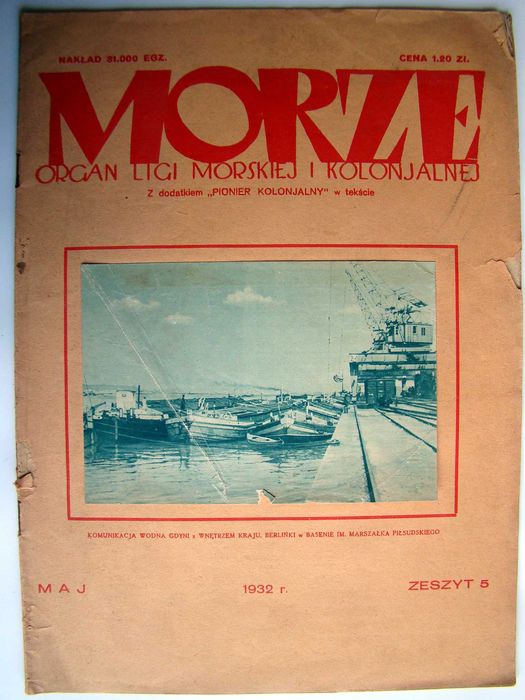 NAKŁAD 31.000 EGZ.
CENA 1.20 Zł.
MORZE
ORGAN LIGI MORSKIEJ I KOLONJALNEJ
Z dodatkiem „PIONIER KOLONJALNY" w tekście
KOMUNIKACJA WODNA GDYNI z WNĘTRZEM KRAJU. BERLINKI w BASENIE IM. MARSZAŁKA PIŁSUDSKIEGO
MAJ
1932 r.
ZESZYT 5